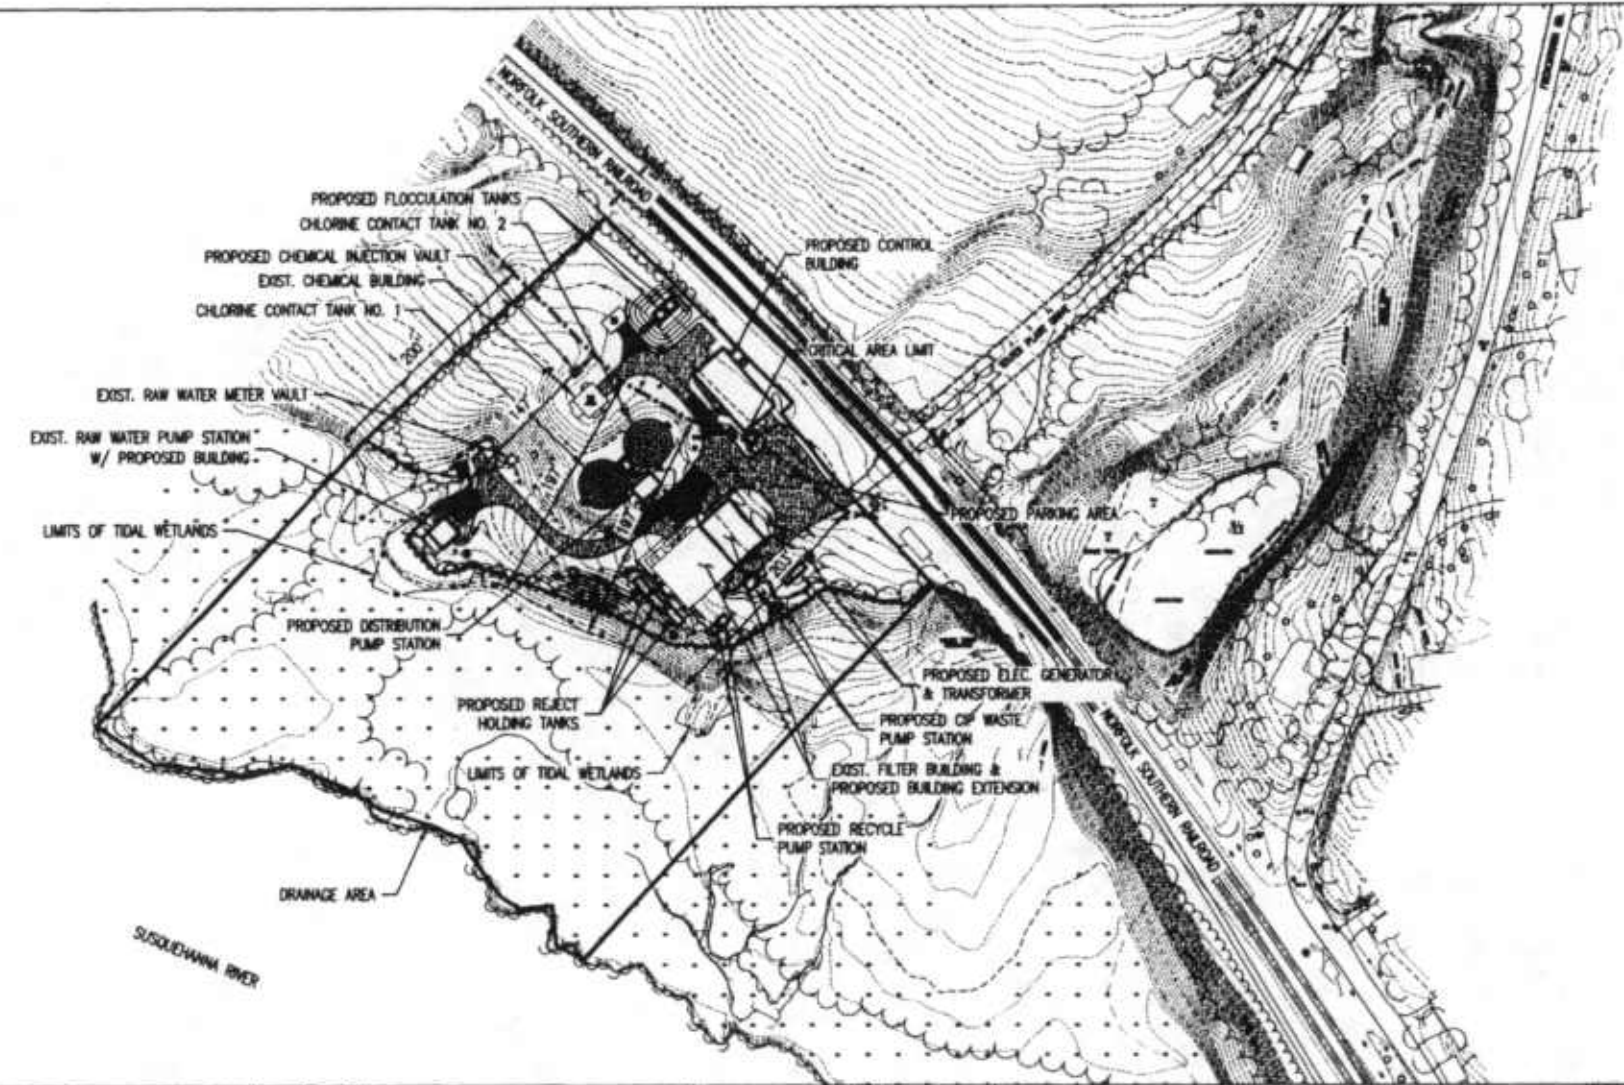 NORFOLK SOUTHERN RAILROAD
PROPOSED FLOCCULATION TANKS
CHLORINE CONTACT TANK NO. 2
PROPOSED CHEMICAL INJECTION VAULT
EXIST. CHEMICAL BUILDING
CHLORINE CONTACT TANK NO. 1
PROPOSED CONTROL
BUILDING
CRITICAL AREA LIMIT
200'
EXIST. RAW WATER METER VAULT
EXIST. RAW WATER PUMP STATION
W/ PROPOSED BUILDING
LIMITS OF TIDAL WETLANDS
PROPOSED PARKING AREA
PROPOSED DISTRIBUTION
PUMP STATION
PROPOSED REJECT
HOLDING TANKS
LIMITS OF TIDAL WETLANDS
PROPOSED ELEC. GENERATOR
& TRANSFORMER
PROPOSED CIP WASTE
PUMP STATION
EXIST. FILTER BUILDING &
PROPOSED BUILDING EXTENSION
PROPOSED RECYCLE
PUMP STATION
NORFOLK SOUTHERN RAILROAD
DRAINAGE AREA
SUSQUEHANNA RIVER